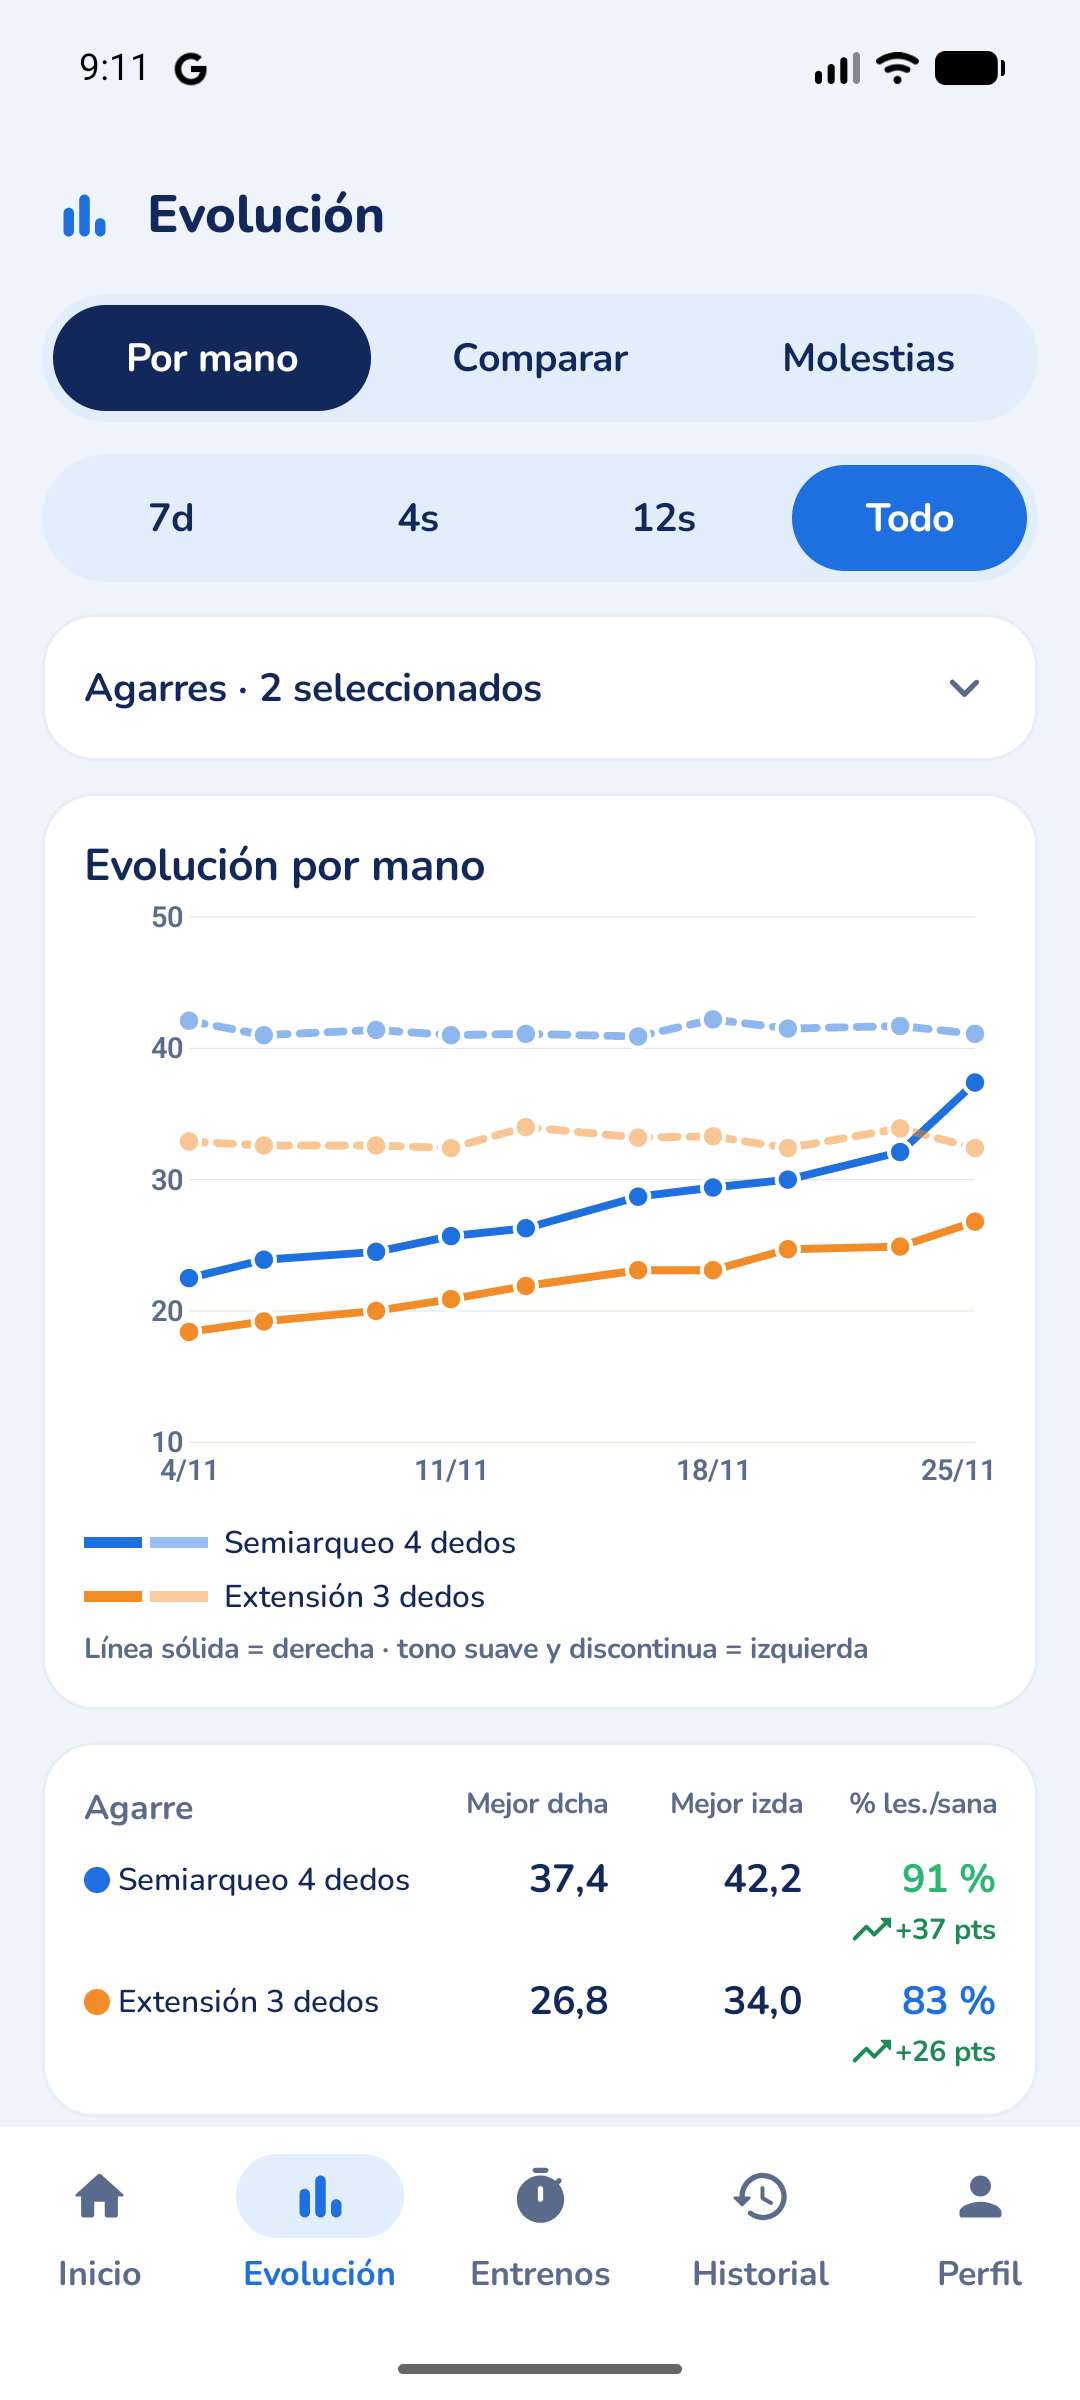 9:11
Evolución
Por mano Comparar Molestias
7d 4s 12s Todo
Agarres · 2 seleccionados
Evolución por mano
50
40
30
20
10
4/11 11/11 18/11 25/11
Semiarqueo 4 dedos
Extensión 3 dedos
Línea sólida = derecha · tono suave y discontinua = izquierda
Agarre Mejor dcha Mejor izda % les./sana
Semiarqueo 4 dedos 37,4 42,2 91 %
+37 pts
Extensión 3 dedos 26,8 34,0 83 %
+26 pts
Inicio Evolución Entrenos Historial Perfil